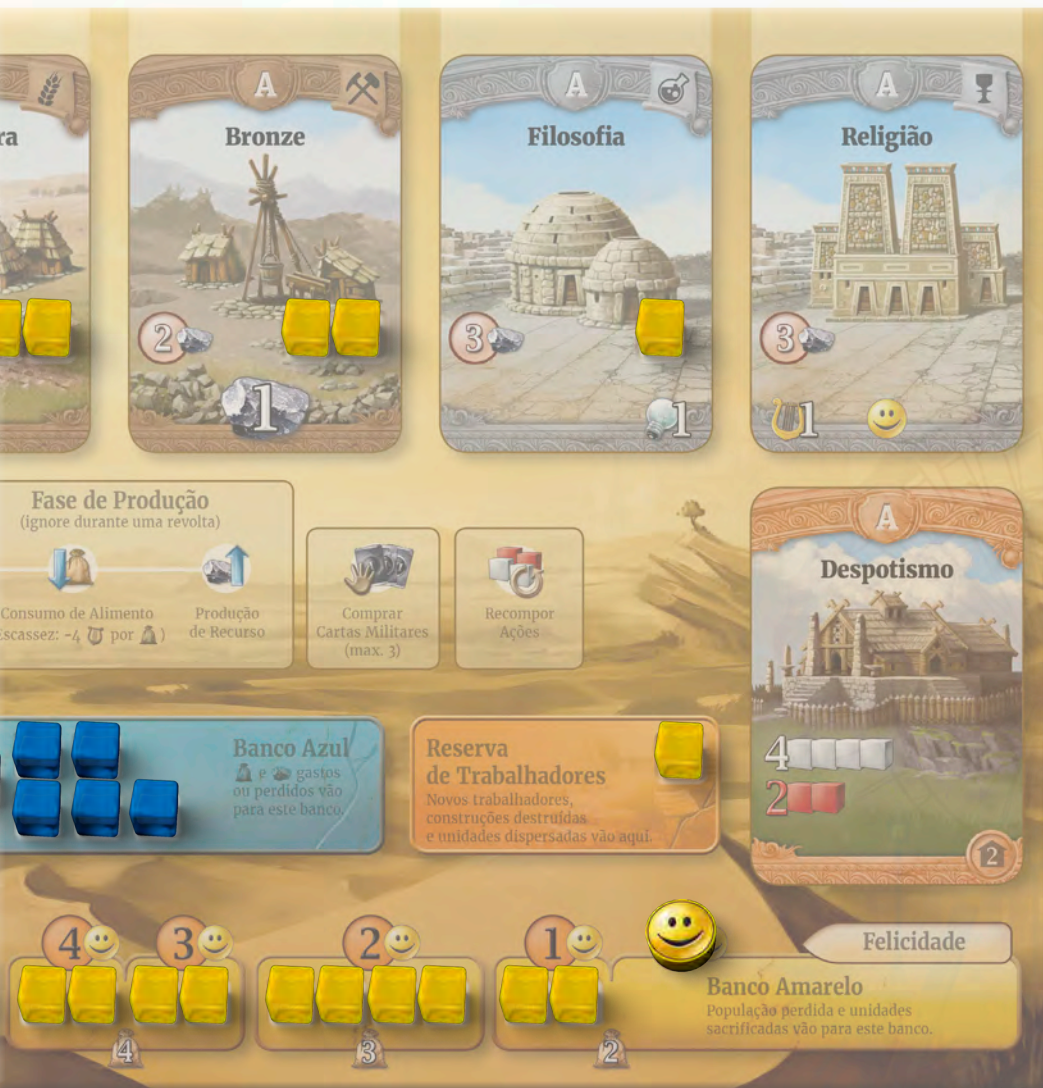 A
A
A
ra
Bronze
Filosofia
Religião
2
3
3
1
1
1
Fase de Produção
(ignore durante uma revolta)
Consumo de Alimento
Escassez: -4 por )
Produção
de Recurso
Comprar
Cartas Militares
(max. 3)
Recompor
Ações
A
Despotismo
4
2
2
Banco Azul
e gastos
ou perdidos vão
para este banco.
Reserva
de Trabalhadores
Novos trabalhadores,
construções destruídas
e unidades dispersadas vão aqui.
4
3
2
1
Felicidade
Banco Amarelo
População perdida e unidades
sacrificadas vão para este banco.
4
3
2